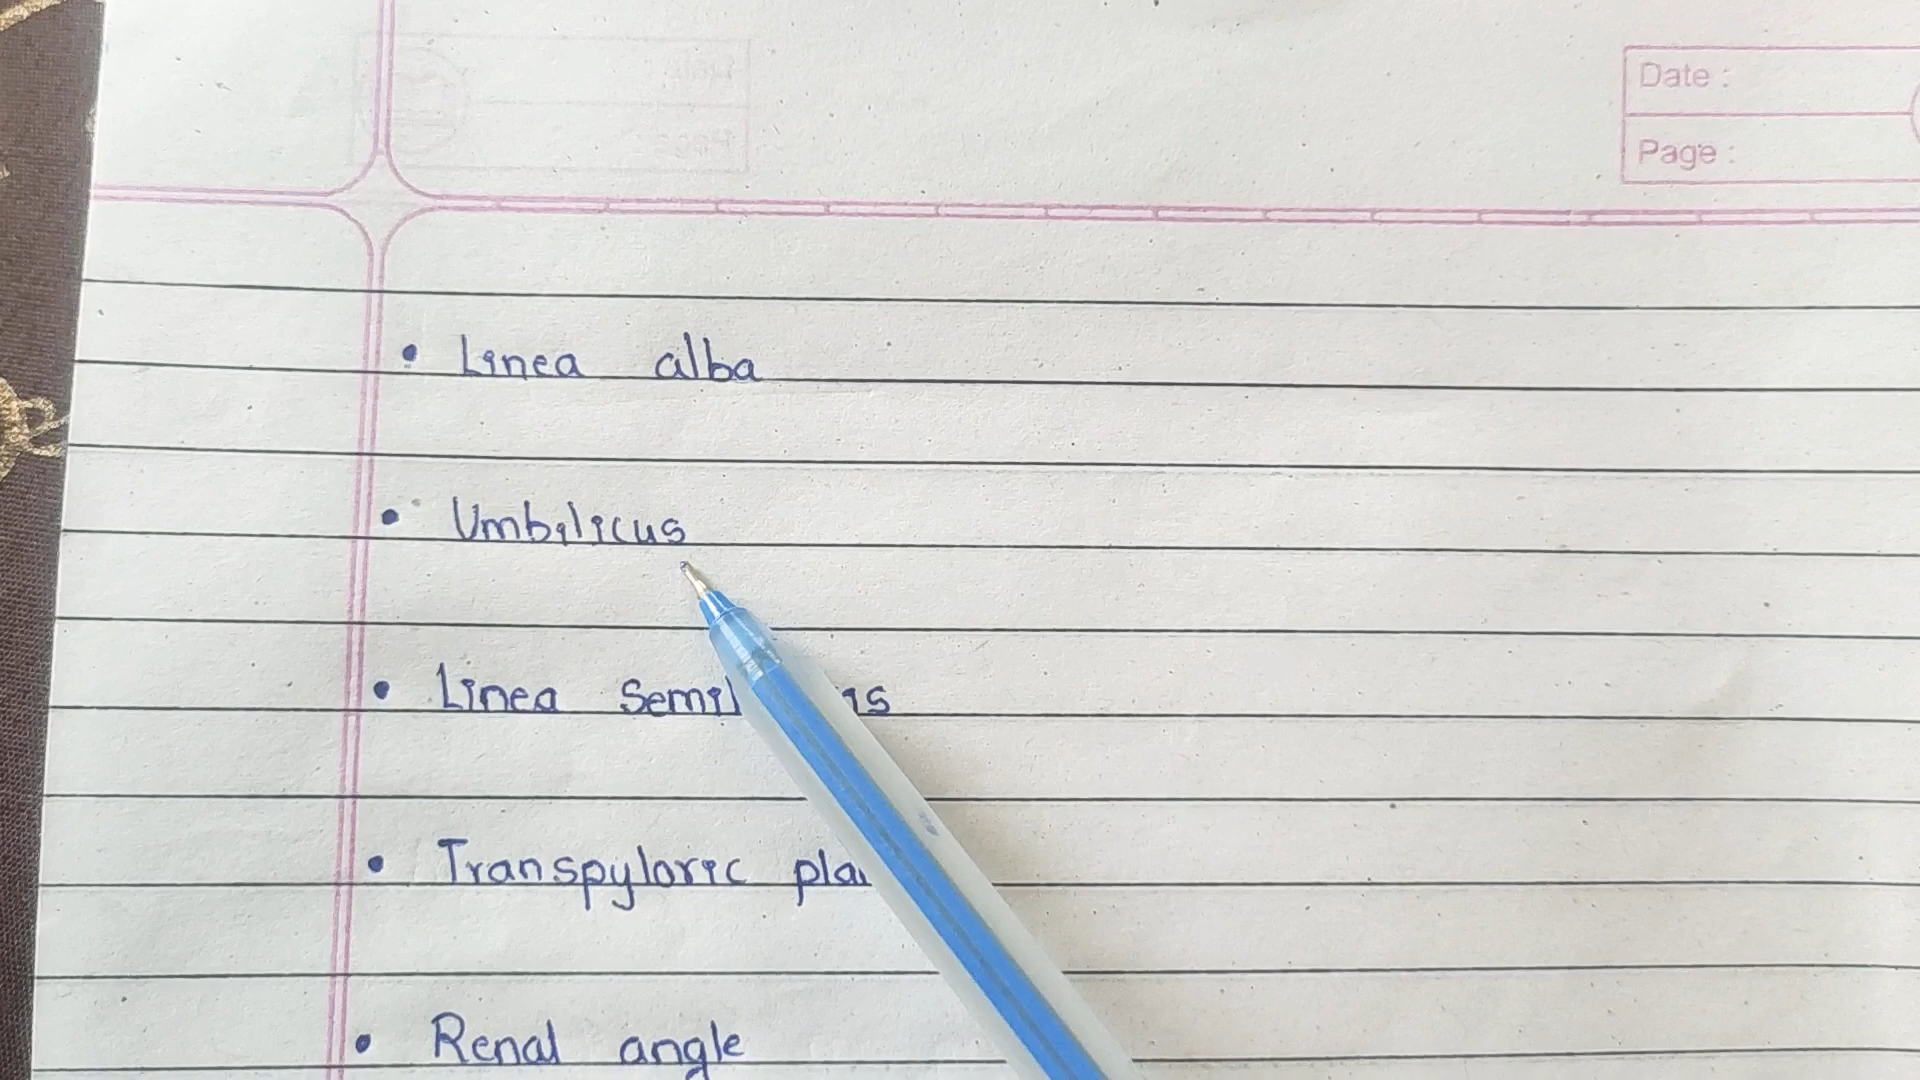 Date :
Page :
• Linea alba
• Umbilicus
• Linea
• Transpyloric
• Renal angle